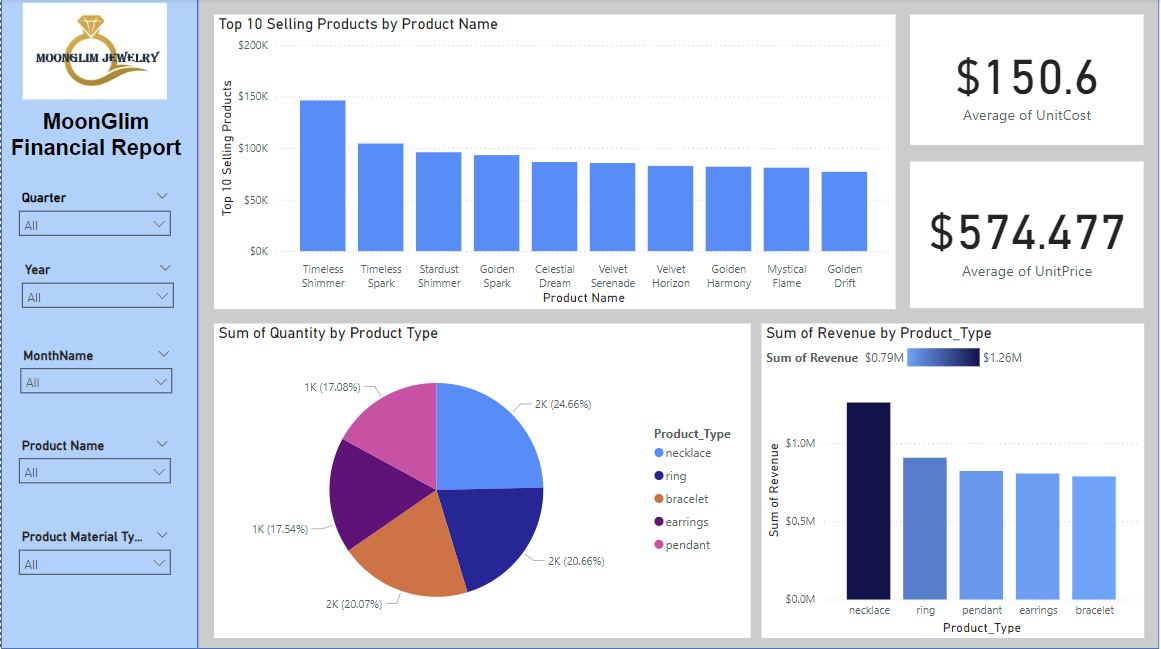 MOONGLIM JEWELRY
MoonGlim
Financial Report
Quarter
All
Year
All
MonthName
All
Product Name
All
Product Material Ty...
All
Top 10 Selling Products by Product Name
Top 10 Selling Products
$200K
$150K
$100K
$50K
$0K
Timeless Shimmer
Timeless Spark
Stardust Shimmer
Golden Spark
Celestial Dream
Velvet Serenade
Velvet Horizon
Golden Harmony
Mystical Flame
Golden Drift
Product Name
$150.6
Average of UnitCost
$574.477
Average of UnitPrice
Sum of Quantity by Product Type
1K (17.08%)
2K (24.66%)
1K (17.54%)
2K (20.66%)
2K (20.07%)
Product_Type
necklace
ring
bracelet
earrings
pendant
Sum of Revenue by Product_Type
Sum of Revenue $0.79M $1.26M
Sum of Revenue
$1.0M
$0.5M
$0.0M
necklace ring pendant earrings bracelet
Product_Type